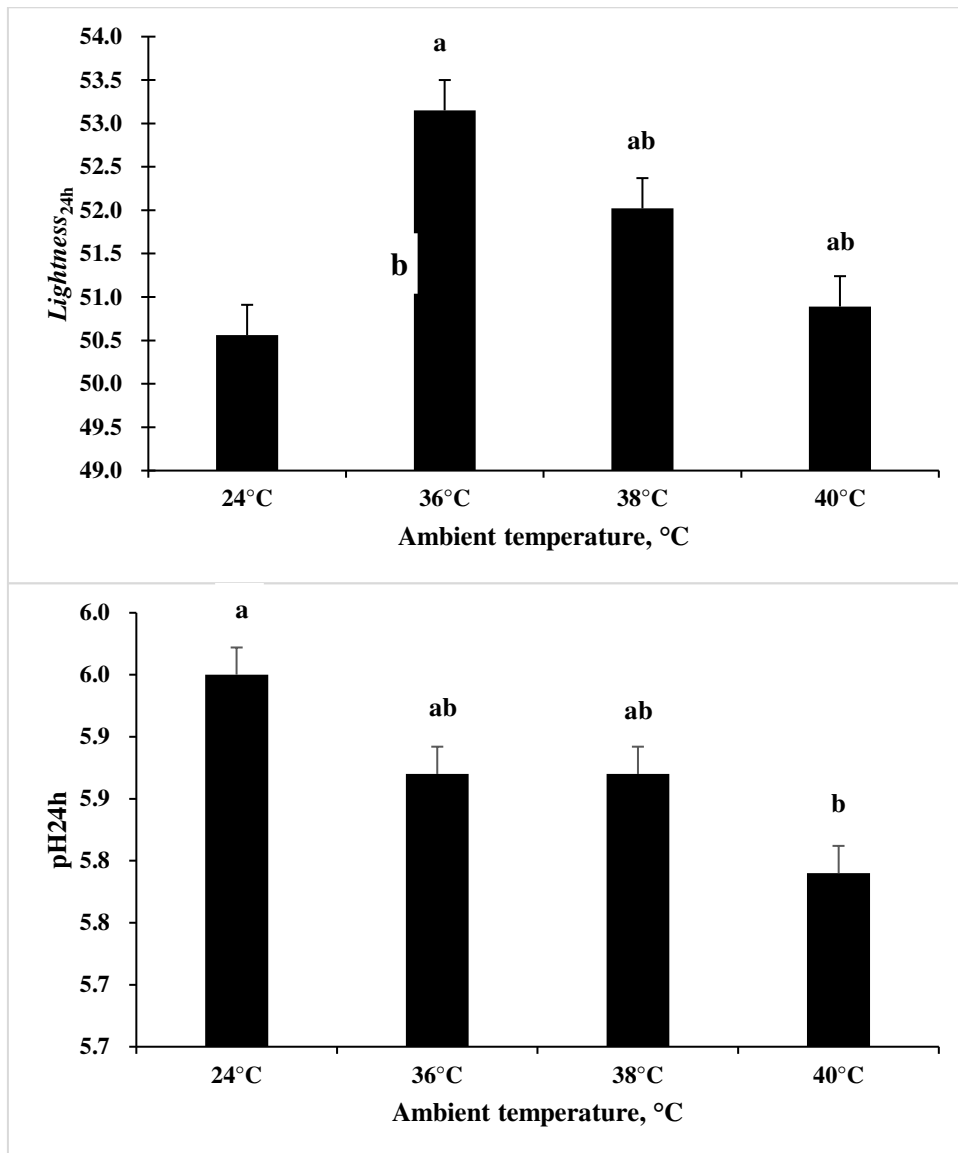 54.0
53.5
53.0
52.5
52.0
51.5
51.0
50.5
50.0
49.5
49.0
Lightness24h
a
ab
b
ab
24°C
36°C
38°C
40°C
Ambient temperature, °C
6.0
6.0
5.9
5.9
5.8
5.8
5.7
5.7
pH24h
a
ab
ab
b
24°C
36°C
38°C
40°C
Ambient temperature, °C